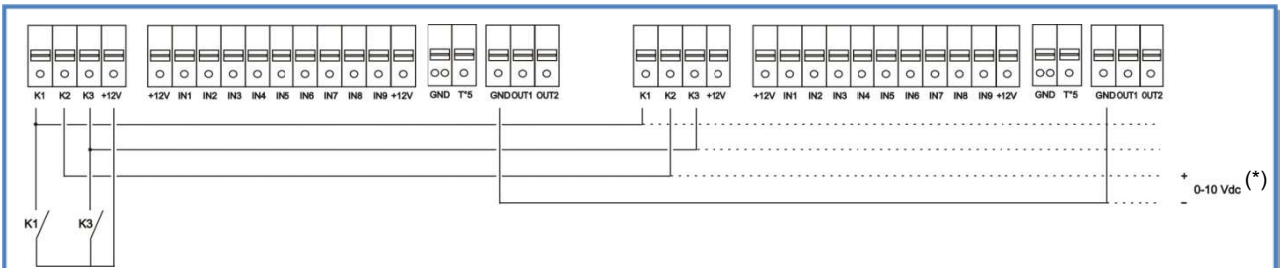 K1 K2 K3 +12V +12V IN1 IN2 IN3 IN4 IN5 IN6 IN7 IN8 IN9 +12V GND T°5 GND OUT1 OUT2 K1 K2 K3 +12V +12V IN1 IN2 IN3 IN4 IN5 IN6 IN7 IN8 IN9 +12V GND T°5 GND OUT1 OUT2
+
0-10 Vdc (*)
-
K1 K3